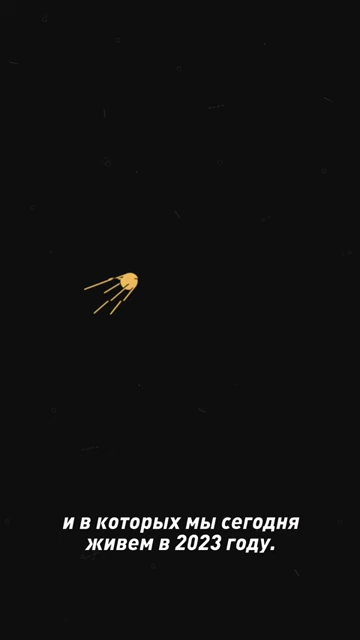 и в которых мы сегодня
живем в 2023 году.